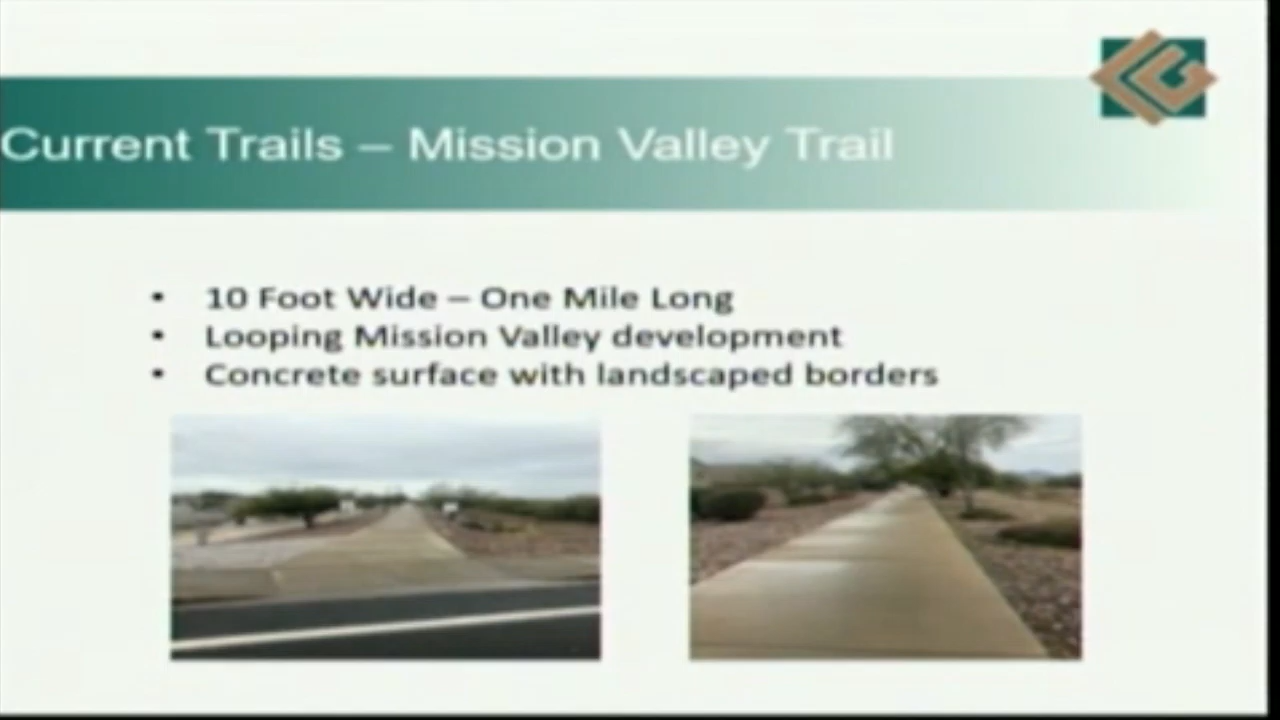 Current Trails – Mission Valley Trail
• 10 Foot Wide – One Mile Long
• Looping Mission Valley development
• Concrete surface with landscaped borders